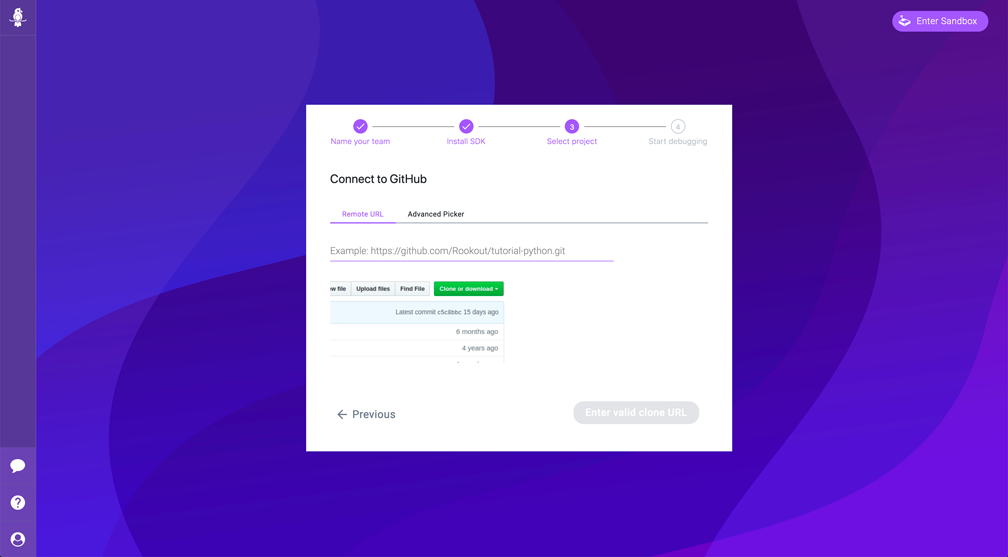 Enter Sandbox
3
4
Name your team
Install SDK
Select project
Start debugging
Connect to GitHub
Remote URL
Advanced Picker
Example: https://github.com/Rookout/tutorial-python.git
w file
Upload files
Find File
Clone or download
Latest commit c5c8bbc 15 days ago
6 months ago
4 years ago
Previous
Enter valid clone URL